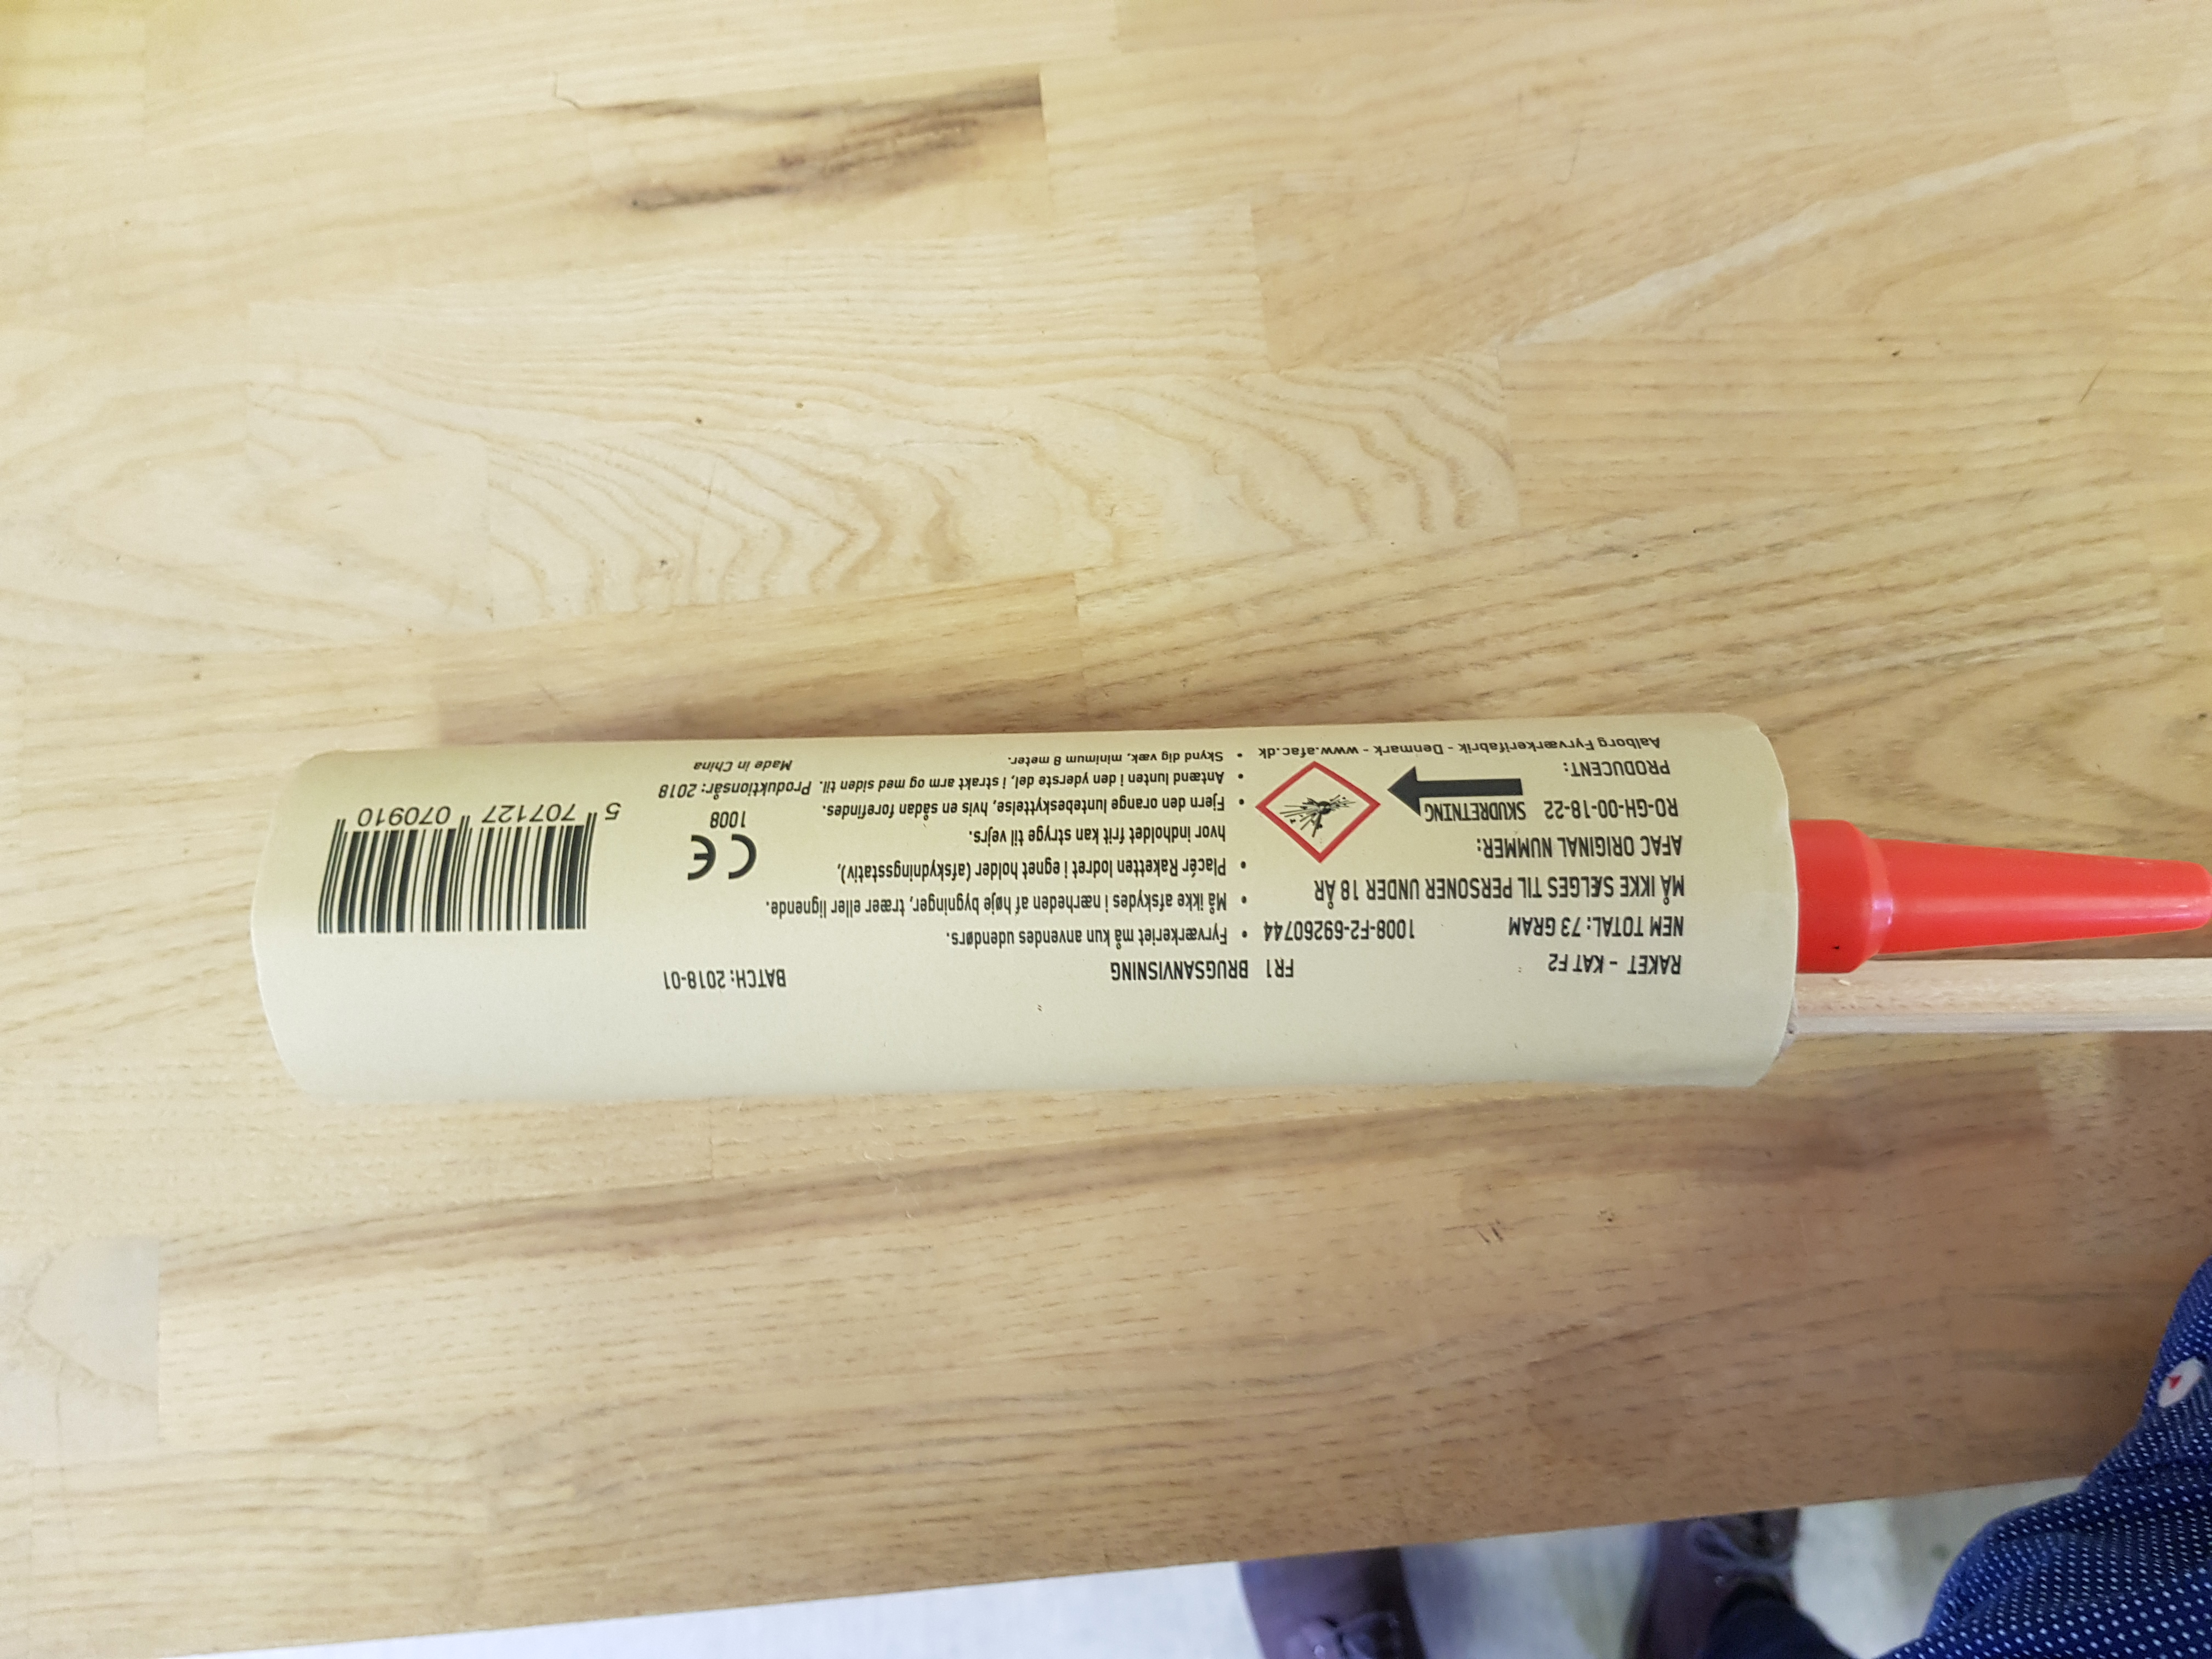 RAKET - KAT F2
NEM TOTAL: 73 GRAM
1008-F2-69260744
MÅ IKKE SÆLGES TIL PERSONER UNDER 18 ÅR
AFAC ORIGINAL NUMMER:
RO-GH-00-18-22
SKUDRETNING
PRODUCENT:
Aalborg Fyrværkerifabrik - Denmark - www.afac.dk
FR1 BRUGSANVISNING
• Fyrværkeriet må kun anvendes udendørs.
• Må ikke afskydes i nærheden af høje bygninger, træer eller lignende.
• Placér Raketten lodret i egnet holder (afskydningsstativ),
hvor indholdet frit kan stryge til vejrs.
• Fjern den orange luntebeskyttelse, hvis en sådan forefindes.
• Antænd lunten i den yderste del, i strakt arm og med siden til.
• Skynd dig væk, minimum 8 meter.
BATCH: 2018-01
CE
1008
Produktionsår: 2018
Made in China
5 707127 070910